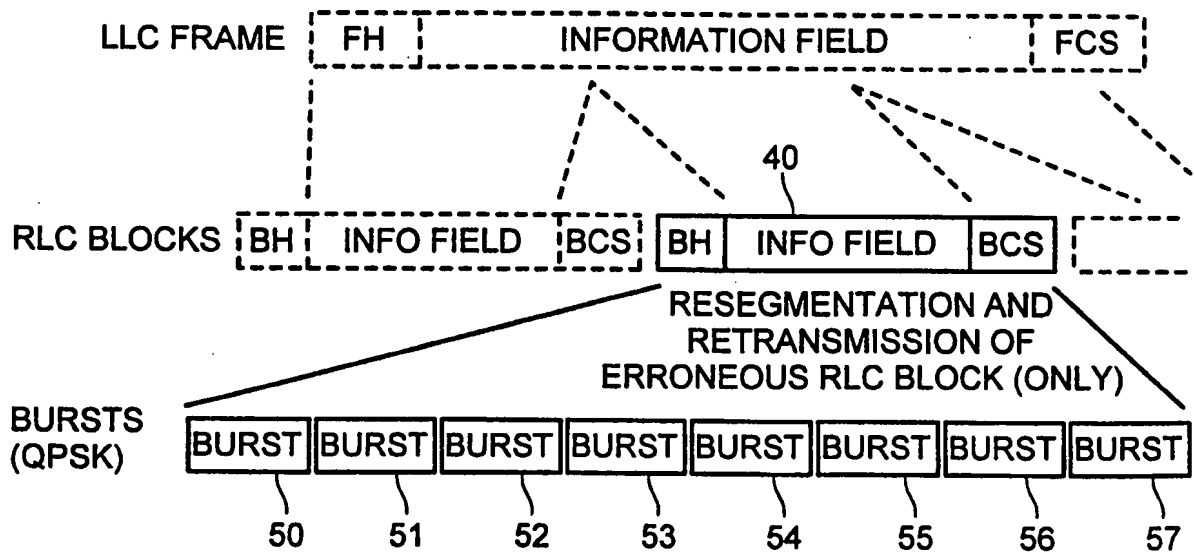 LLC FRAME FH INFORMATION FIELD FCS
40
RLC BLOCKS BH INFO FIELD BCS BH INFO FIELD BCS
RESEGMENTATION AND
RETRANSMISSION OF
ERRONEOUS RLC BLOCK (ONLY)
BURSTS
(QPSK)
BURST BURST BURST BURST BURST BURST BURST BURST
50 51 52 53 54 55 56 57